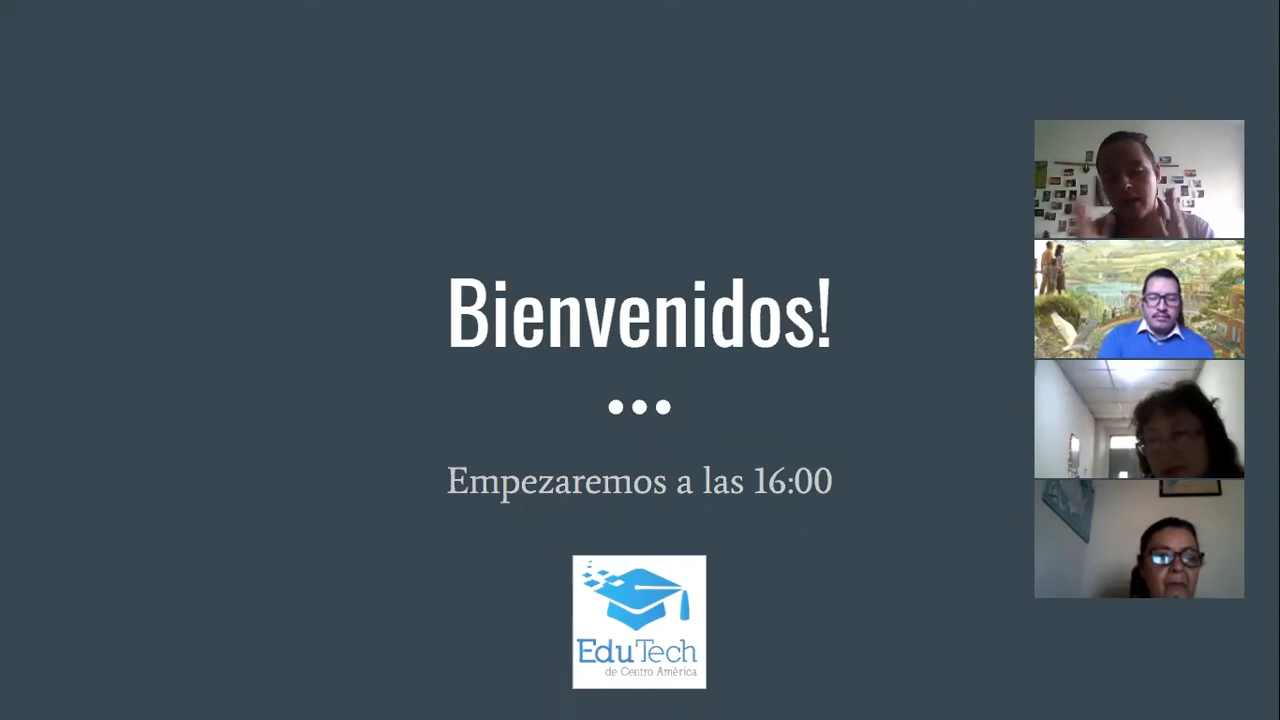 Bienvenidos!
Empezaremos a las 16:00
EduTech
de Centro América